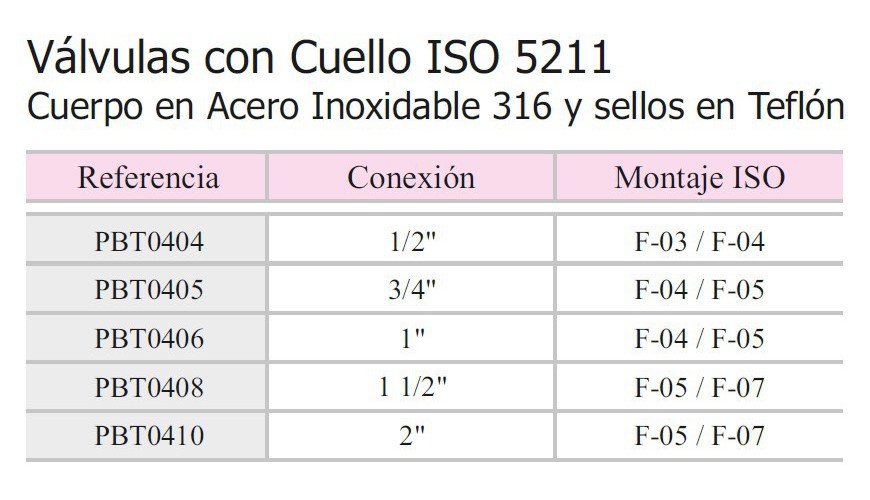 Válvulas con Cuello ISO 5211
Cuerpo en Acero Inoxidable 316 y sellos en Teflón
Referencia Conexión Montaje ISO
PBT0404 1/2" F-03 / F-04
PBT0405 3/4" F-04 / F-05
PBT0406 1" F-04 / F-05
PBT0408 1 1/2" F-05 / F-07
PBT0410 2" F-05 / F-07